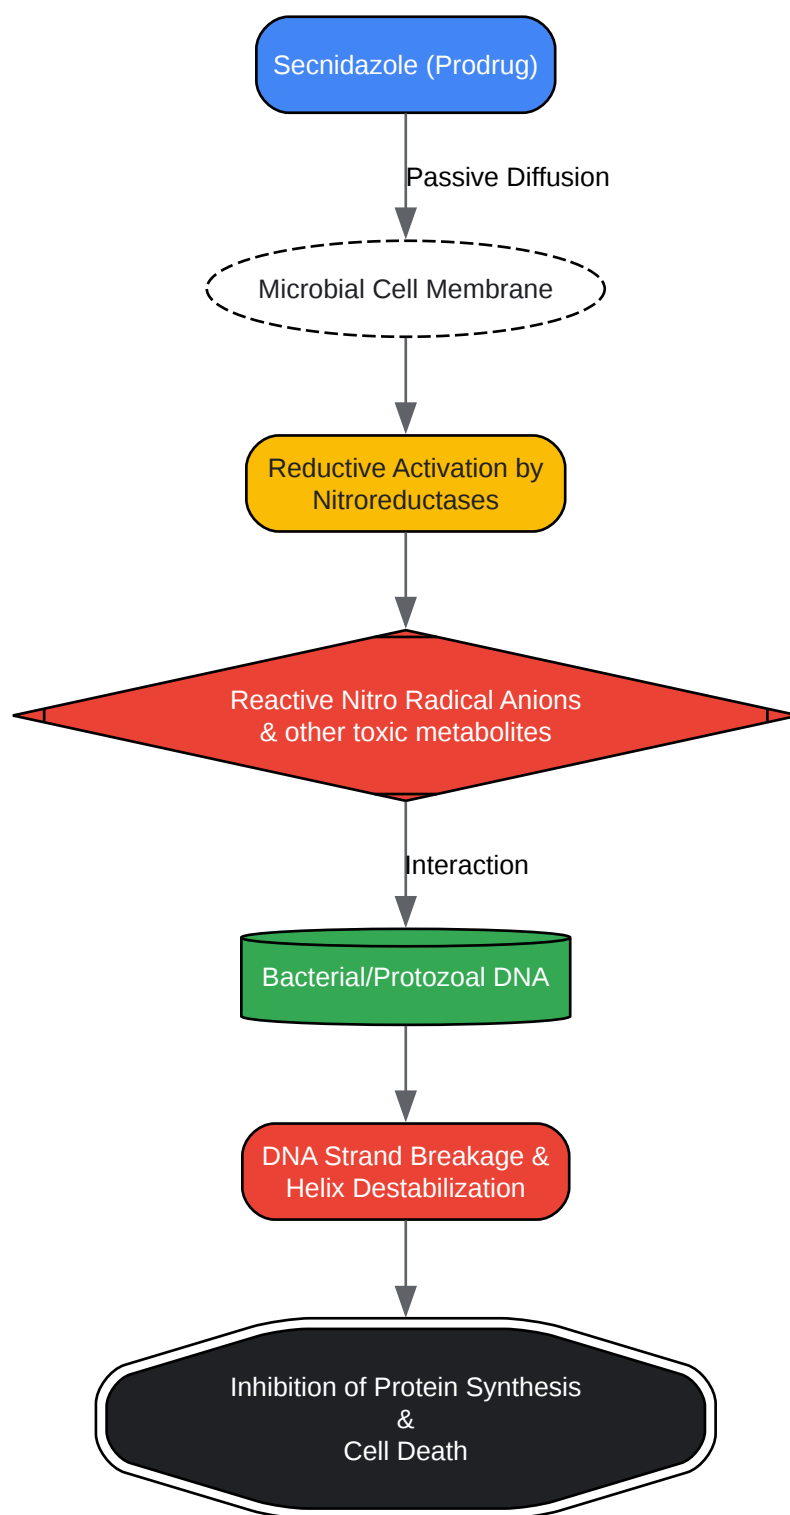 Secnidazole (Prodrug)
Passive Diffusion
Microbial Cell Membrane
Reductive Activation by
Nitroreductases
Reactive Nitro Radical Anions
& other toxic metabolites
Interaction
Bacterial/Protozoal DNA
DNA Strand Breakage &
Helix Destabilization
Inhibition of Protein Synthesis
&
Cell Death